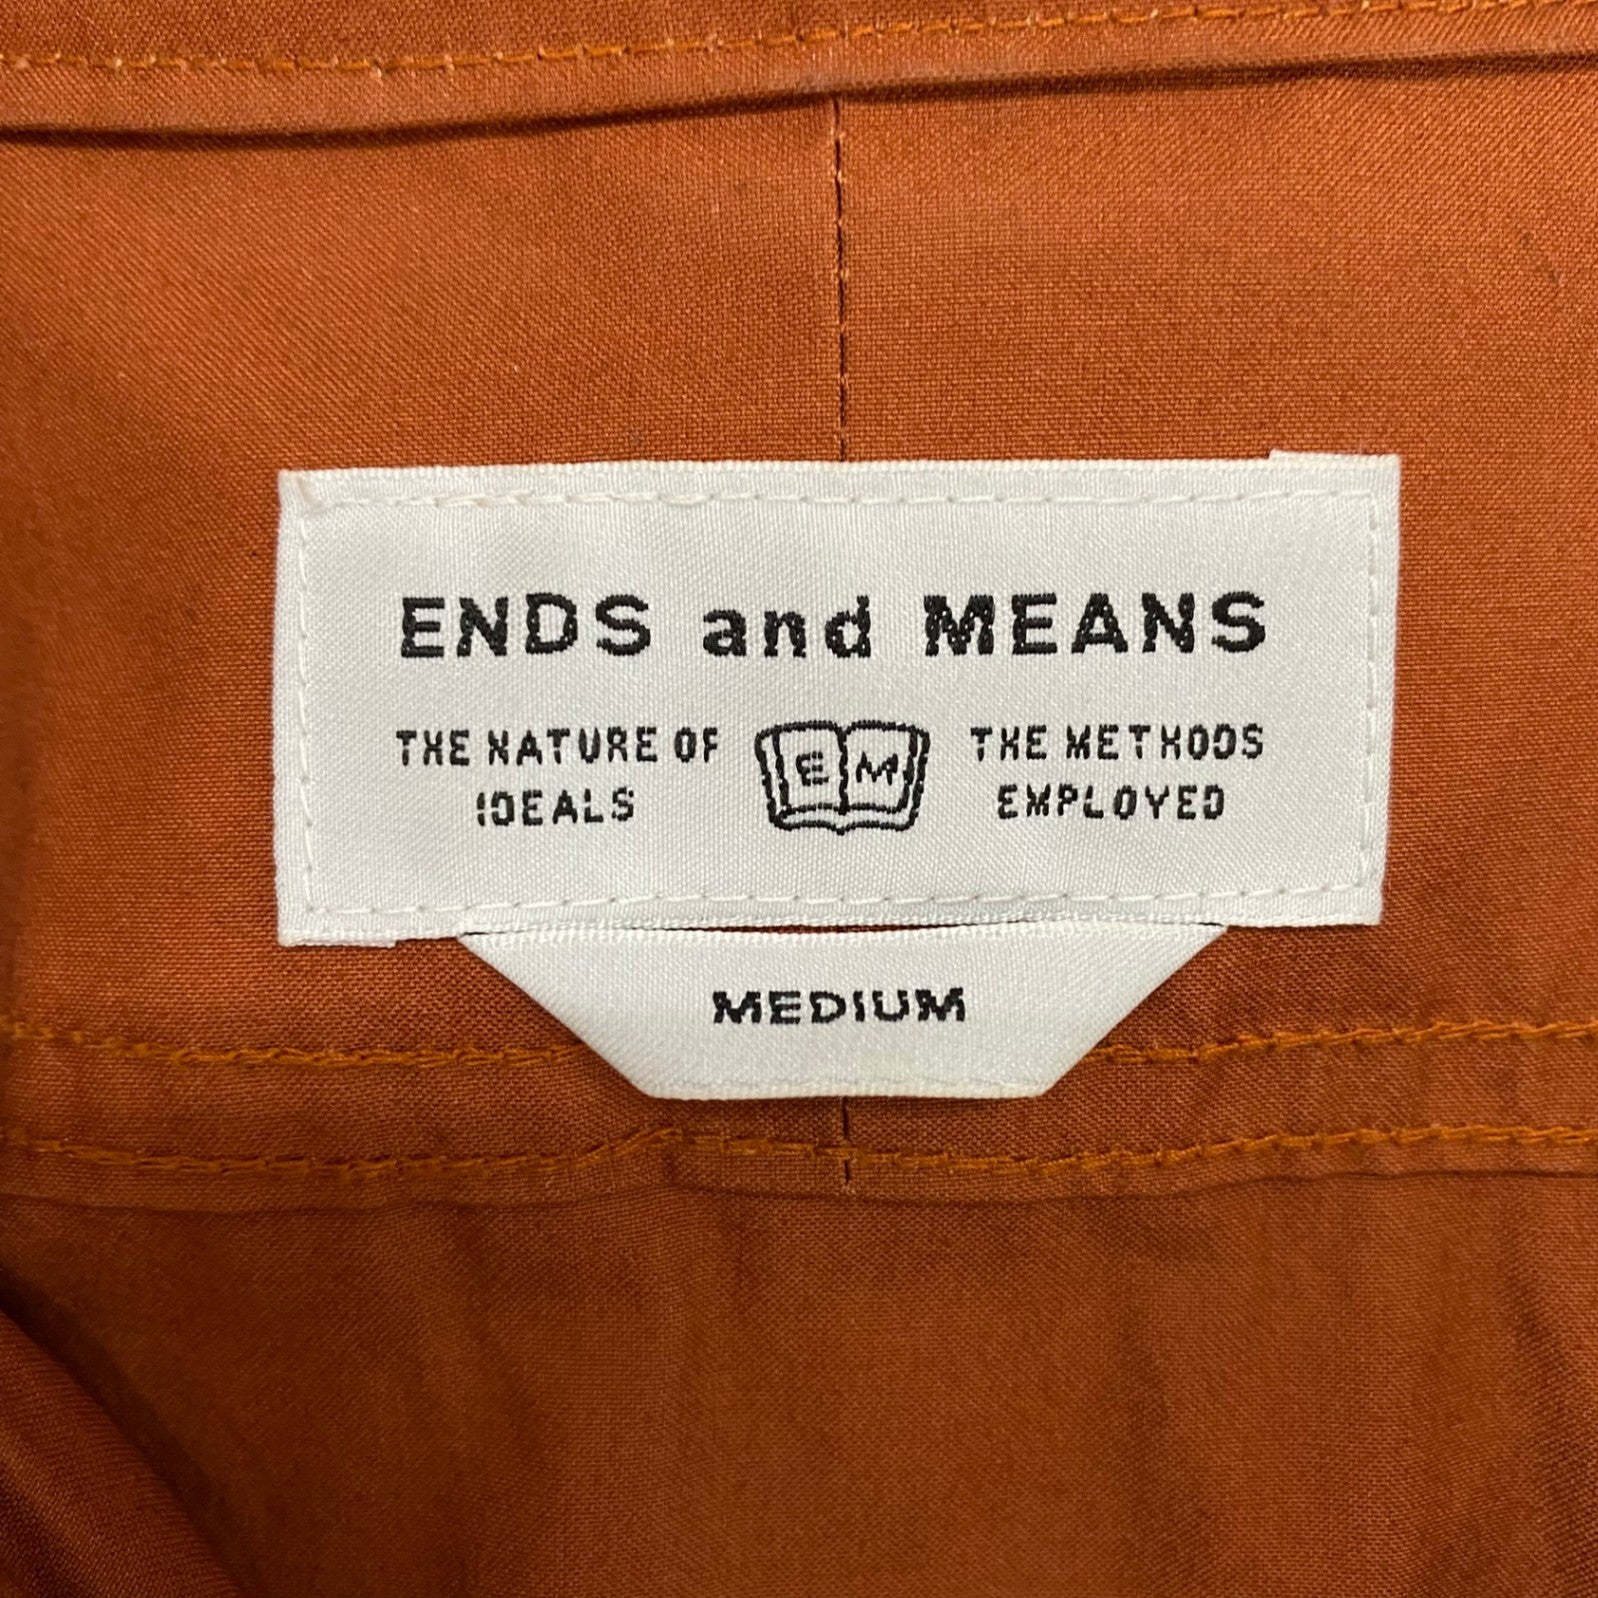 ENDS and MEANS
THE NATURE OF
IDEALS
E M
THE METHODS
EMPLOYED
MEDIUM